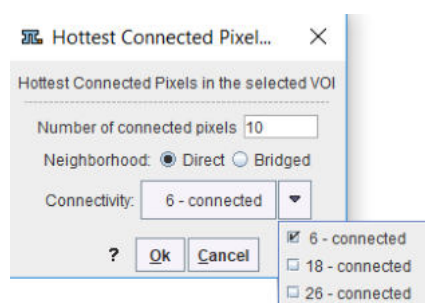 Hottest Connected Pixel...
Hottest Connected Pixels in the selected VOI
Number of connected pixels 10
Neighborhood: Direct Bridged
Connectivity: 6 - connected
6 - connected
? Ok Cancel
18 - connected
26 - connected